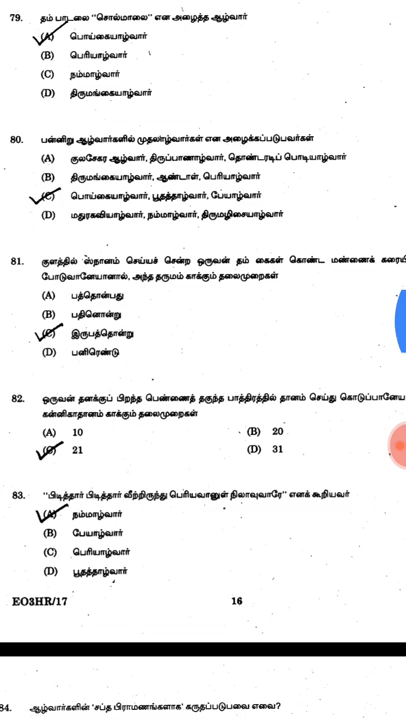 79. தம் பாடலை "சொல்மாலை" என அழைத்த ஆழ்வார்
(A) பொய்கையாழ்வார்
(B) பெரியாழ்வார்
(C) நம்மாழ்வார்
(D) திருமங்கையாழ்வார்
80. பன்னிறு ஆழ்வார்களில் முதலாழ்வார்கள் என அழைக்கப்படுபவர்கள்
(A) குலசேகர ஆழ்வார், திருப்பாணாழ்வார், தொண்டரடிப் பொடியாழ்வார்
(B) திருமங்கையாழ்வார், ஆண்டாள், பெரியாழ்வார்
(C) பொய்கையாழ்வார், பூதத்தாழ்வார், பேயாழ்வார்
(D) மதுரகவியாழ்வார், நம்மாழ்வார், திருமழிசையாழ்வார்
81. குளத்தில் ஸ்நானம் செய்யச் சென்ற ஒருவன் தம் கைகள் கொண்ட மண்ணைக் கரையி
போடுவானேயானால், அந்த தருமம் காக்கும் தலைமுறைகள்
(A) பத்தொன்பது
(B) பதினொன்று
(C) இருபத்தொன்று
(D) பனிரெண்டு
82. ஒருவன் தனக்குப் பிறந்த பெண்ணைத் தகுந்த பாத்திரத்தில் தானம் செய்து கொடுப்பானேய
கன்னிகாதானம் காக்கும் தலைமுறைகள்
(A) 10 (B) 20
(C) 21 (D) 31
83. "பிடித்தார் பிடித்தார் வீற்றிருந்து பெரியவானுள் நிலாவுவாரே" எனக் கூறியவர்
(A) நம்மாழ்வார்
(B) பேயாழ்வார்
(C) பெரியாழ்வார்
(D) பூதத்தாழ்வார்
EO3HR/17 16
84. ஆழ்வார்களின் 'சப்த பிராமணங்களாக' கருதப்படுபவை எவை?